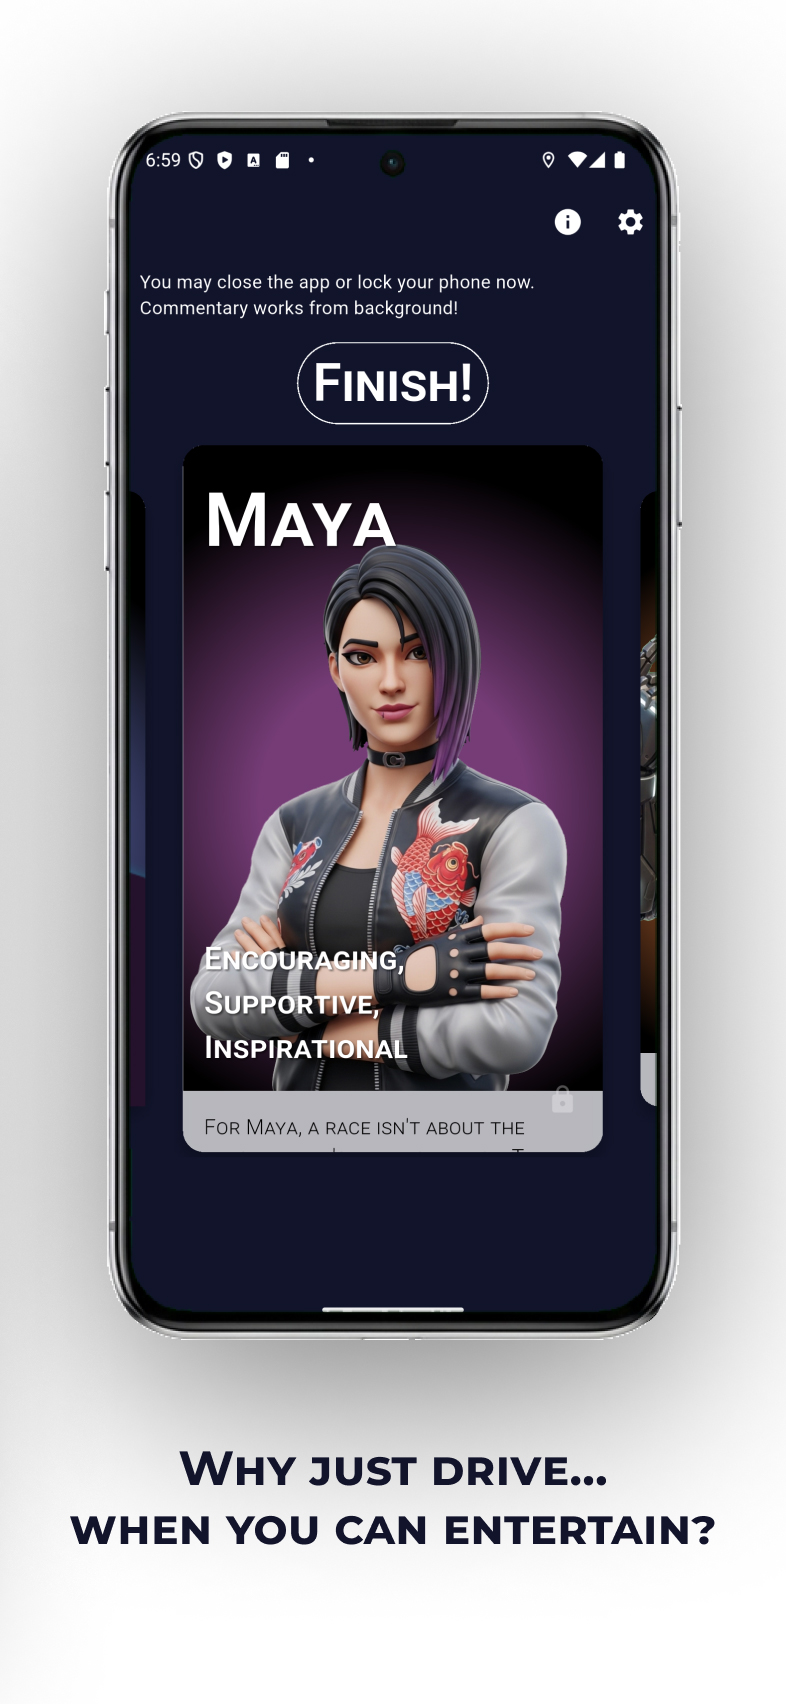 6:59
You may close the app or lock your phone now.
Commentary works from background!
Finish!
Maya
Encouraging,
Supportive,
Inspirational
For Maya, a race isn't about the
Why just drive...
when you can entertain?